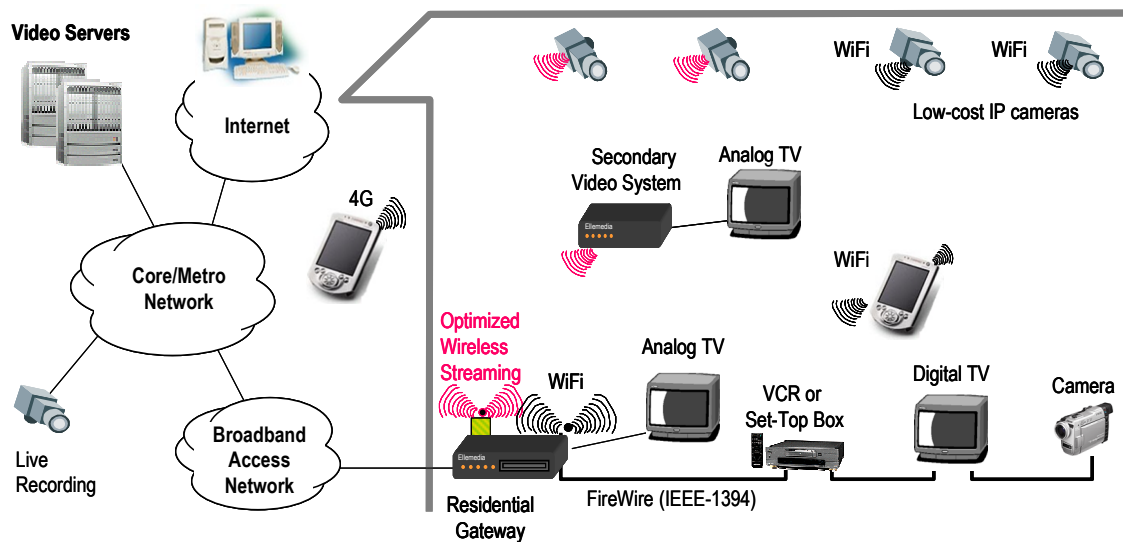 Video Servers
Internet
Core/Metro
Network
Live
Recording
Broadband
Access
Network
4G
WiFi
WiFi
Low-cost IP cameras
Secondary
Video System
Analog TV
Ellemedia
WiFi
Optimized
Wireless
Streaming
WiFi
Analog TV
VCR or
Set-Top Box
Digital TV
Camera
Ellemedia
FireWire (IEEE-1394)
Residential
Gateway